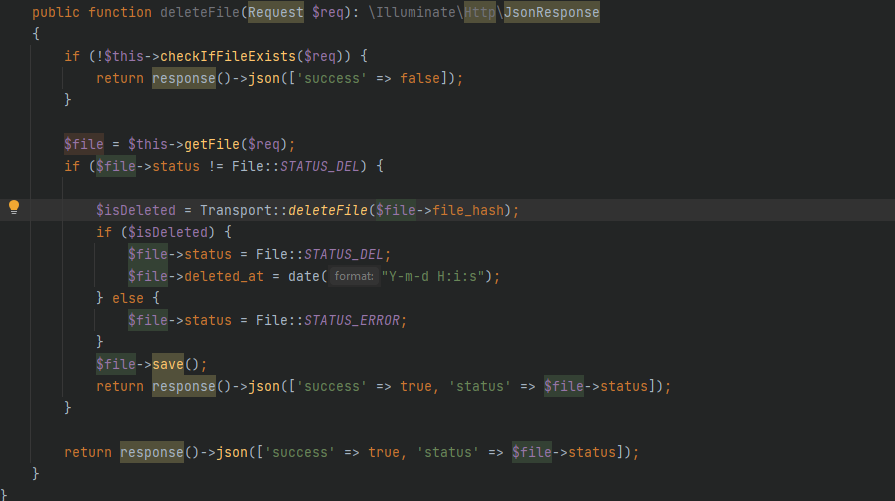 public function deleteFile(Request $req): \Illuminate\Http\JsonResponse
{
if (!$this->checkIfFileExists($req)) {
return response()->json(['success' => false]);
}
$file = $this->getFile($req);
if ($file->status != File::STATUS_DEL) {
$isDeleted = Transport::deleteFile($file->file_hash);
if ($isDeleted) {
$file->status = File::STATUS_DEL;
$file->deleted_at = date( format: "Y-m-d H:i:s");
} else {
$file->status = File::STATUS_ERROR;
}
$file->save();
return response()->json(['success' => true, 'status' => $file->status]);
}
return response()->json(['success' => true, 'status' => $file->status]);
}
}